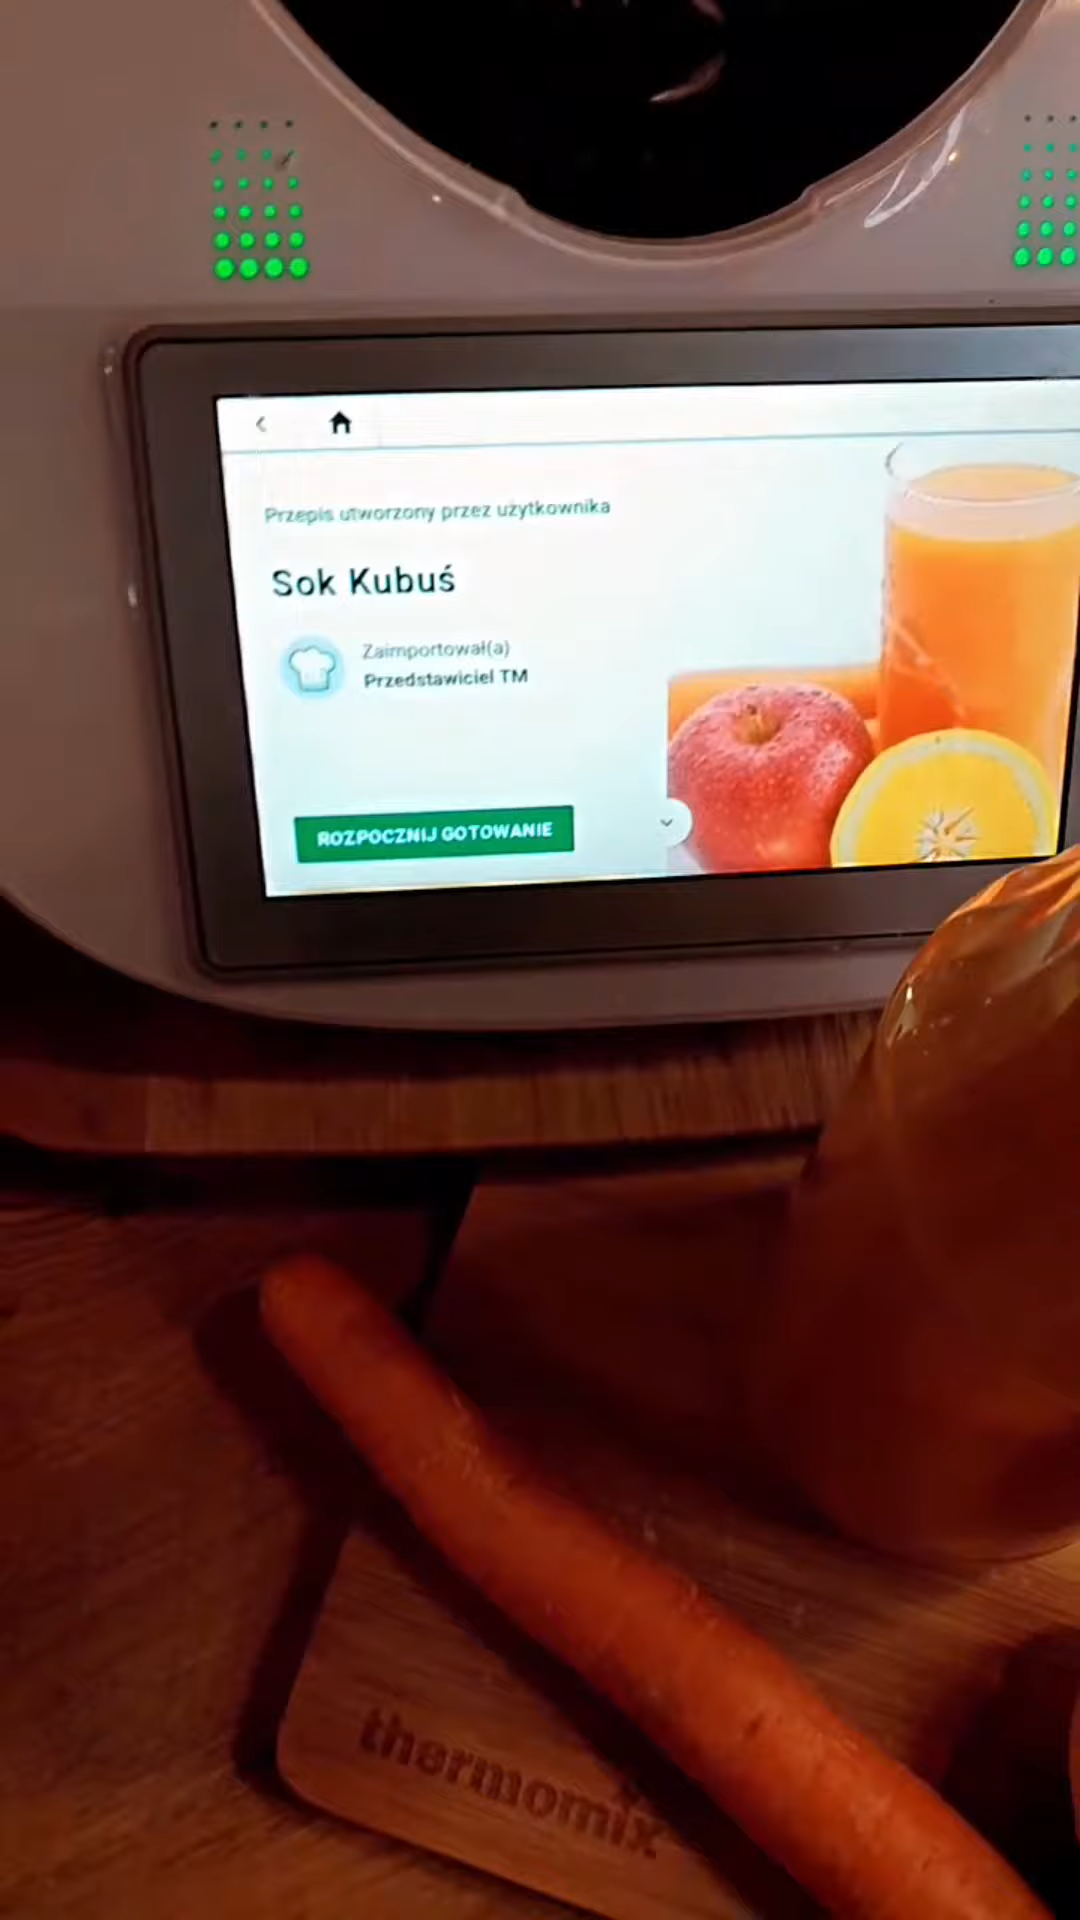 Przepis utworzony przez użytkownika
Sok Kubuś
Zaimportował(a)
Przedstawiciel TM
ROZPOCZNIJ GOTOWANIE
thermomix